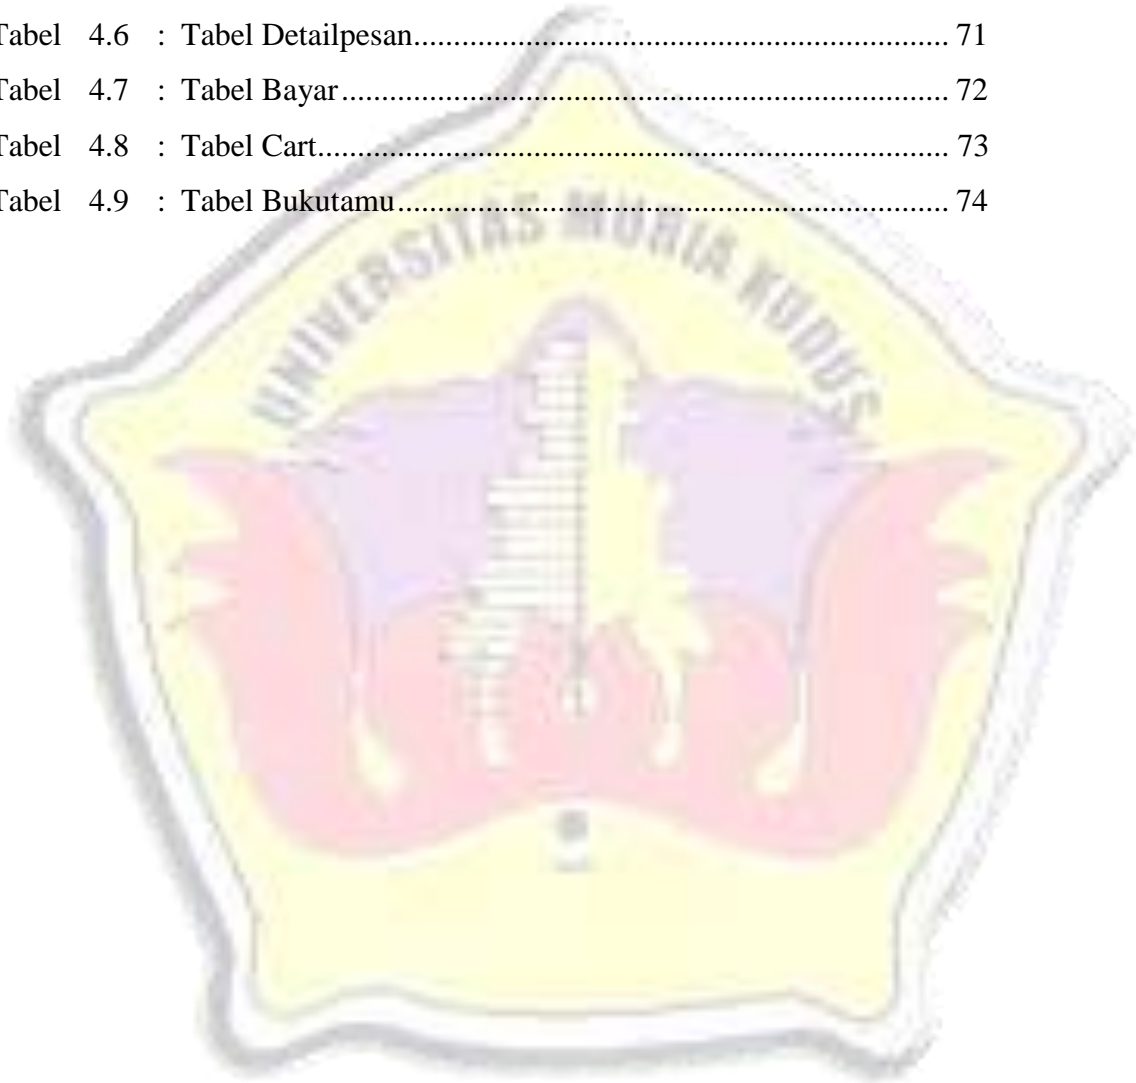 Tabel 4.6 : Tabel Detailpesan.................................................................. 71
Tabel 4.7 : Tabel Bayar........................................................................... 72
Tabel 4.8 : Tabel Cart.............................................................................. 73
Tabel 4.9 : Tabel Bukutamu.................................................................... 74
UNIVERSITAS MURIA KUDUS